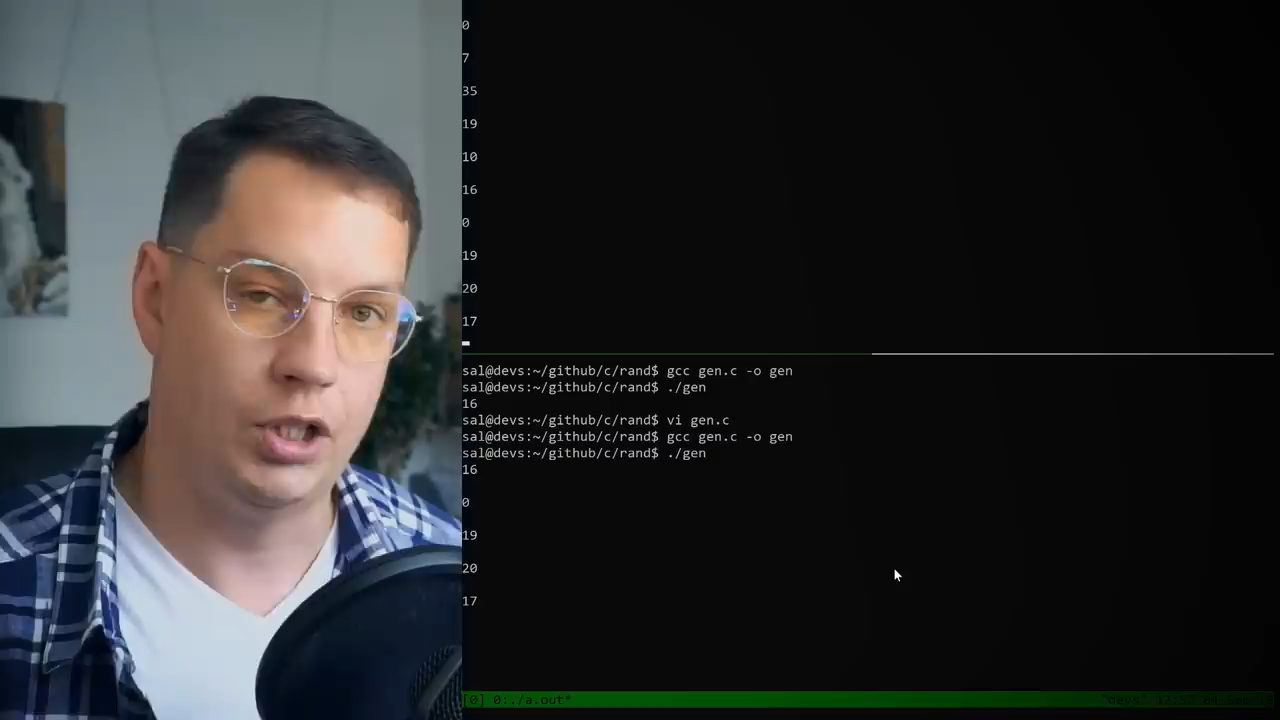 0
7
35
19
10
16
0
19
20
17
sal@devs:~/github/c/rand$ gcc gen.c -o gen
sal@devs:~/github/c/rand$ ./gen
16
sal@devs:~/github/c/rand$ vi gen.c
sal@devs:~/github/c/rand$ gcc gen.c -o gen
sal@devs:~/github/c/rand$ ./gen
16
0
19
20
17
[0] 0:./a.out* "devs"